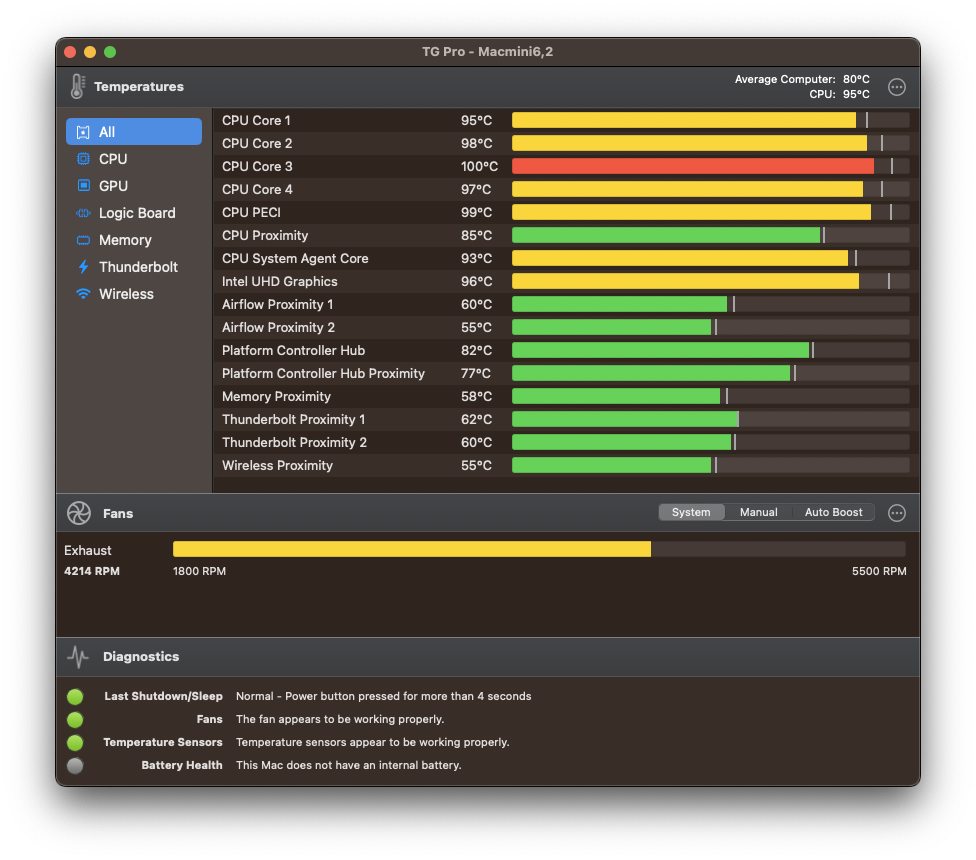 TG Pro - Macmini6,2
Temperatures
Average Computer: 80°C
CPU: 95°C
All
CPU
GPU
Logic Board
Memory
Thunderbolt
Wireless
CPU Core 1 95°C
CPU Core 2 98°C
CPU Core 3 100°C
CPU Core 4 97°C
CPU PECI 99°C
CPU Proximity 85°C
CPU System Agent Core 93°C
Intel UHD Graphics 96°C
Airflow Proximity 1 60°C
Airflow Proximity 2 55°C
Platform Controller Hub 82°C
Platform Controller Hub Proximity 77°C
Memory Proximity 58°C
Thunderbolt Proximity 1 62°C
Thunderbolt Proximity 2 60°C
Wireless Proximity 55°C
Fans
System Manual Auto Boost
Exhaust
4214 RPM 1800 RPM 5500 RPM
Diagnostics
Last Shutdown/Sleep Normal - Power button pressed for more than 4 seconds
Fans The fan appears to be working properly.
Temperature Sensors Temperature sensors appear to be working properly.
Battery Health This Mac does not have an internal battery.